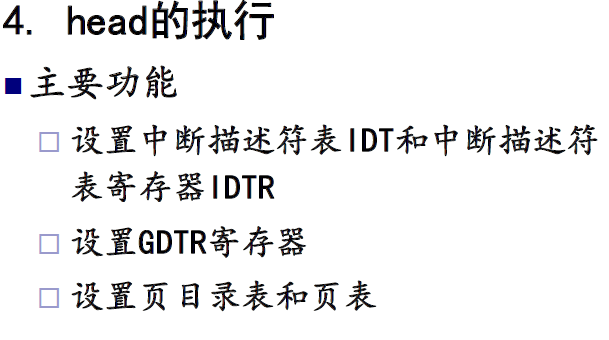 4. head的执行
主要功能
设置中断描述符表IDT和中断描述符
表寄存器IDTR
设置GDTR寄存器
设置页目录表和页表